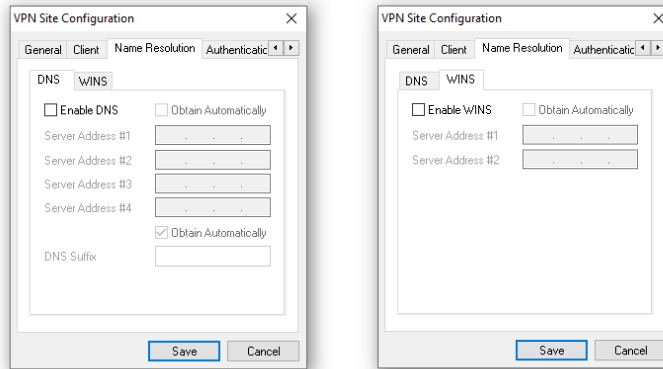 VPN Site Configuration
General Client Name Resolution Authenticatic
DNS WINS
Enable DNS Obtain Automatically
Server Address #1 . . .
Server Address #2 . . .
Server Address #3 . . .
Server Address #4 . . .
Obtain Automatically
DNS Suffix
Save Cancel
VPN Site Configuration
General Client Name Resolution Authenticatic
DNS WINS
Enable WINS Obtain Automatically
Server Address #1 . . .
Server Address #2 . . .
Save Cancel